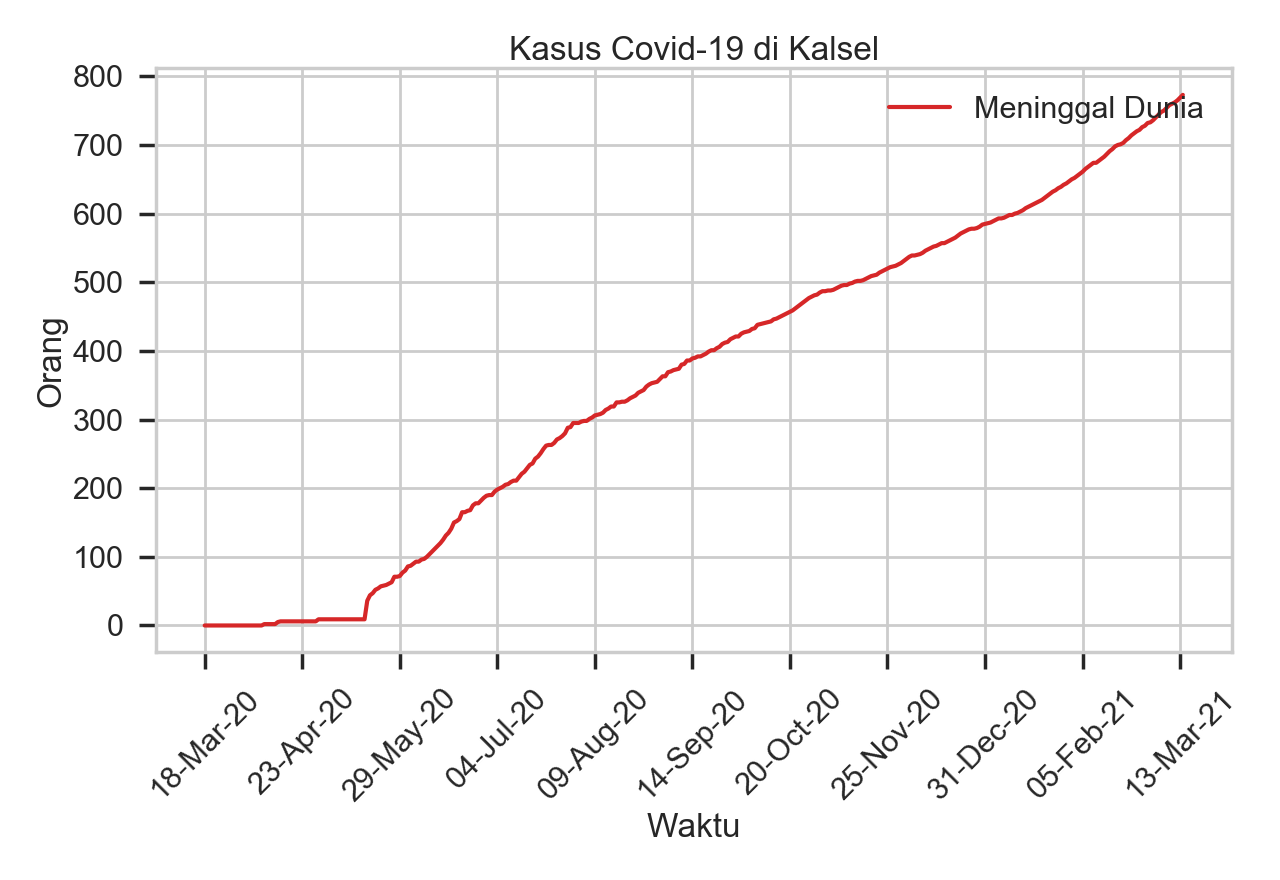 Kasus Covid-19 di Kalsel
Meninggal Dunia
800
700
600
500
400
300
200
100
0
Orang
18-Mar-20
23-Apr-20
29-May-20
04-Jul-20
09-Aug-20
14-Sep-20
20-Oct-20
25-Nov-20
31-Dec-20
05-Feb-21
13-Mar-21
Waktu